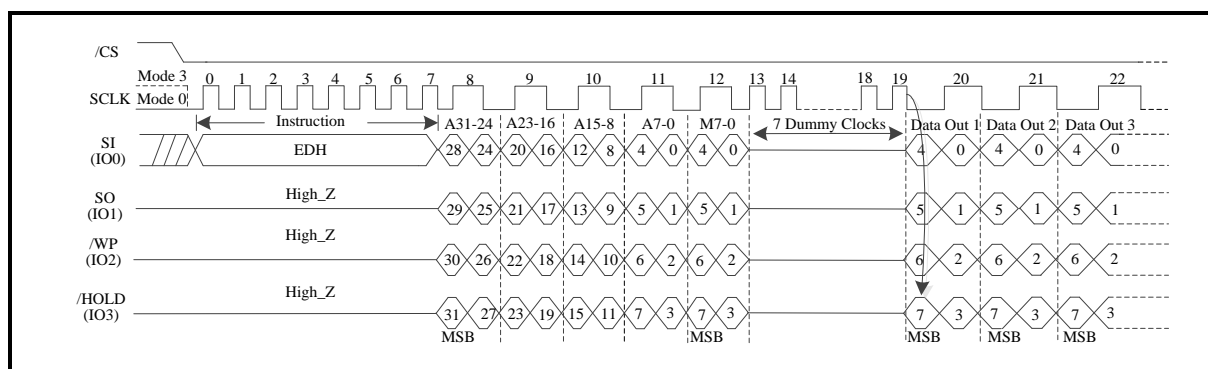 /CS
Mode 3 0 1 2 3 4 5 6 7 8 9 10 11 12 13 14 18 19 20 21 22
SCLK Mode 0
Instruction A31-24 A23-16 A15-8 A7-0 M7-0 7 Dummy Clocks Data Out 1 Data Out 2 Data Out 3
SI
(IO0) EDH 28 24 20 16 12 8 4 0 4 0 4 0 4 0 4 0
High_Z
SO
(IO1) 29 25 21 17 13 9 5 1 5 1 5 1 5 1 5 1
High_Z
/WP
(IO2) 30 26 22 18 14 10 6 2 6 2 6 2 6 2 6 2
High_Z
/HOLD
(IO3) 31 27 23 19 15 11 7 3 7 3 7 3 7 3 7 3
MSB MSB MSB MSB MSB